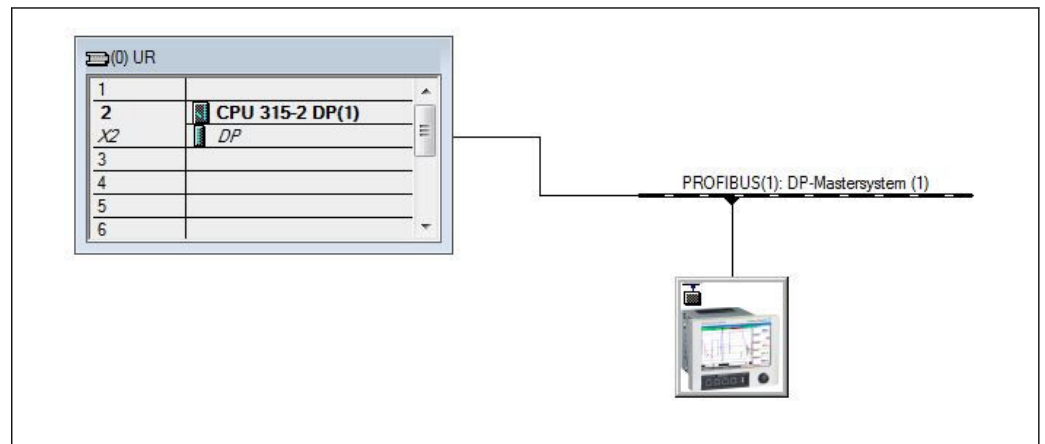 (0) UR
1
2 CPU 315-2 DP(1)
X2 DP
3
4
5
6
PROFIBUS(1): DP-Mastersystem (1)